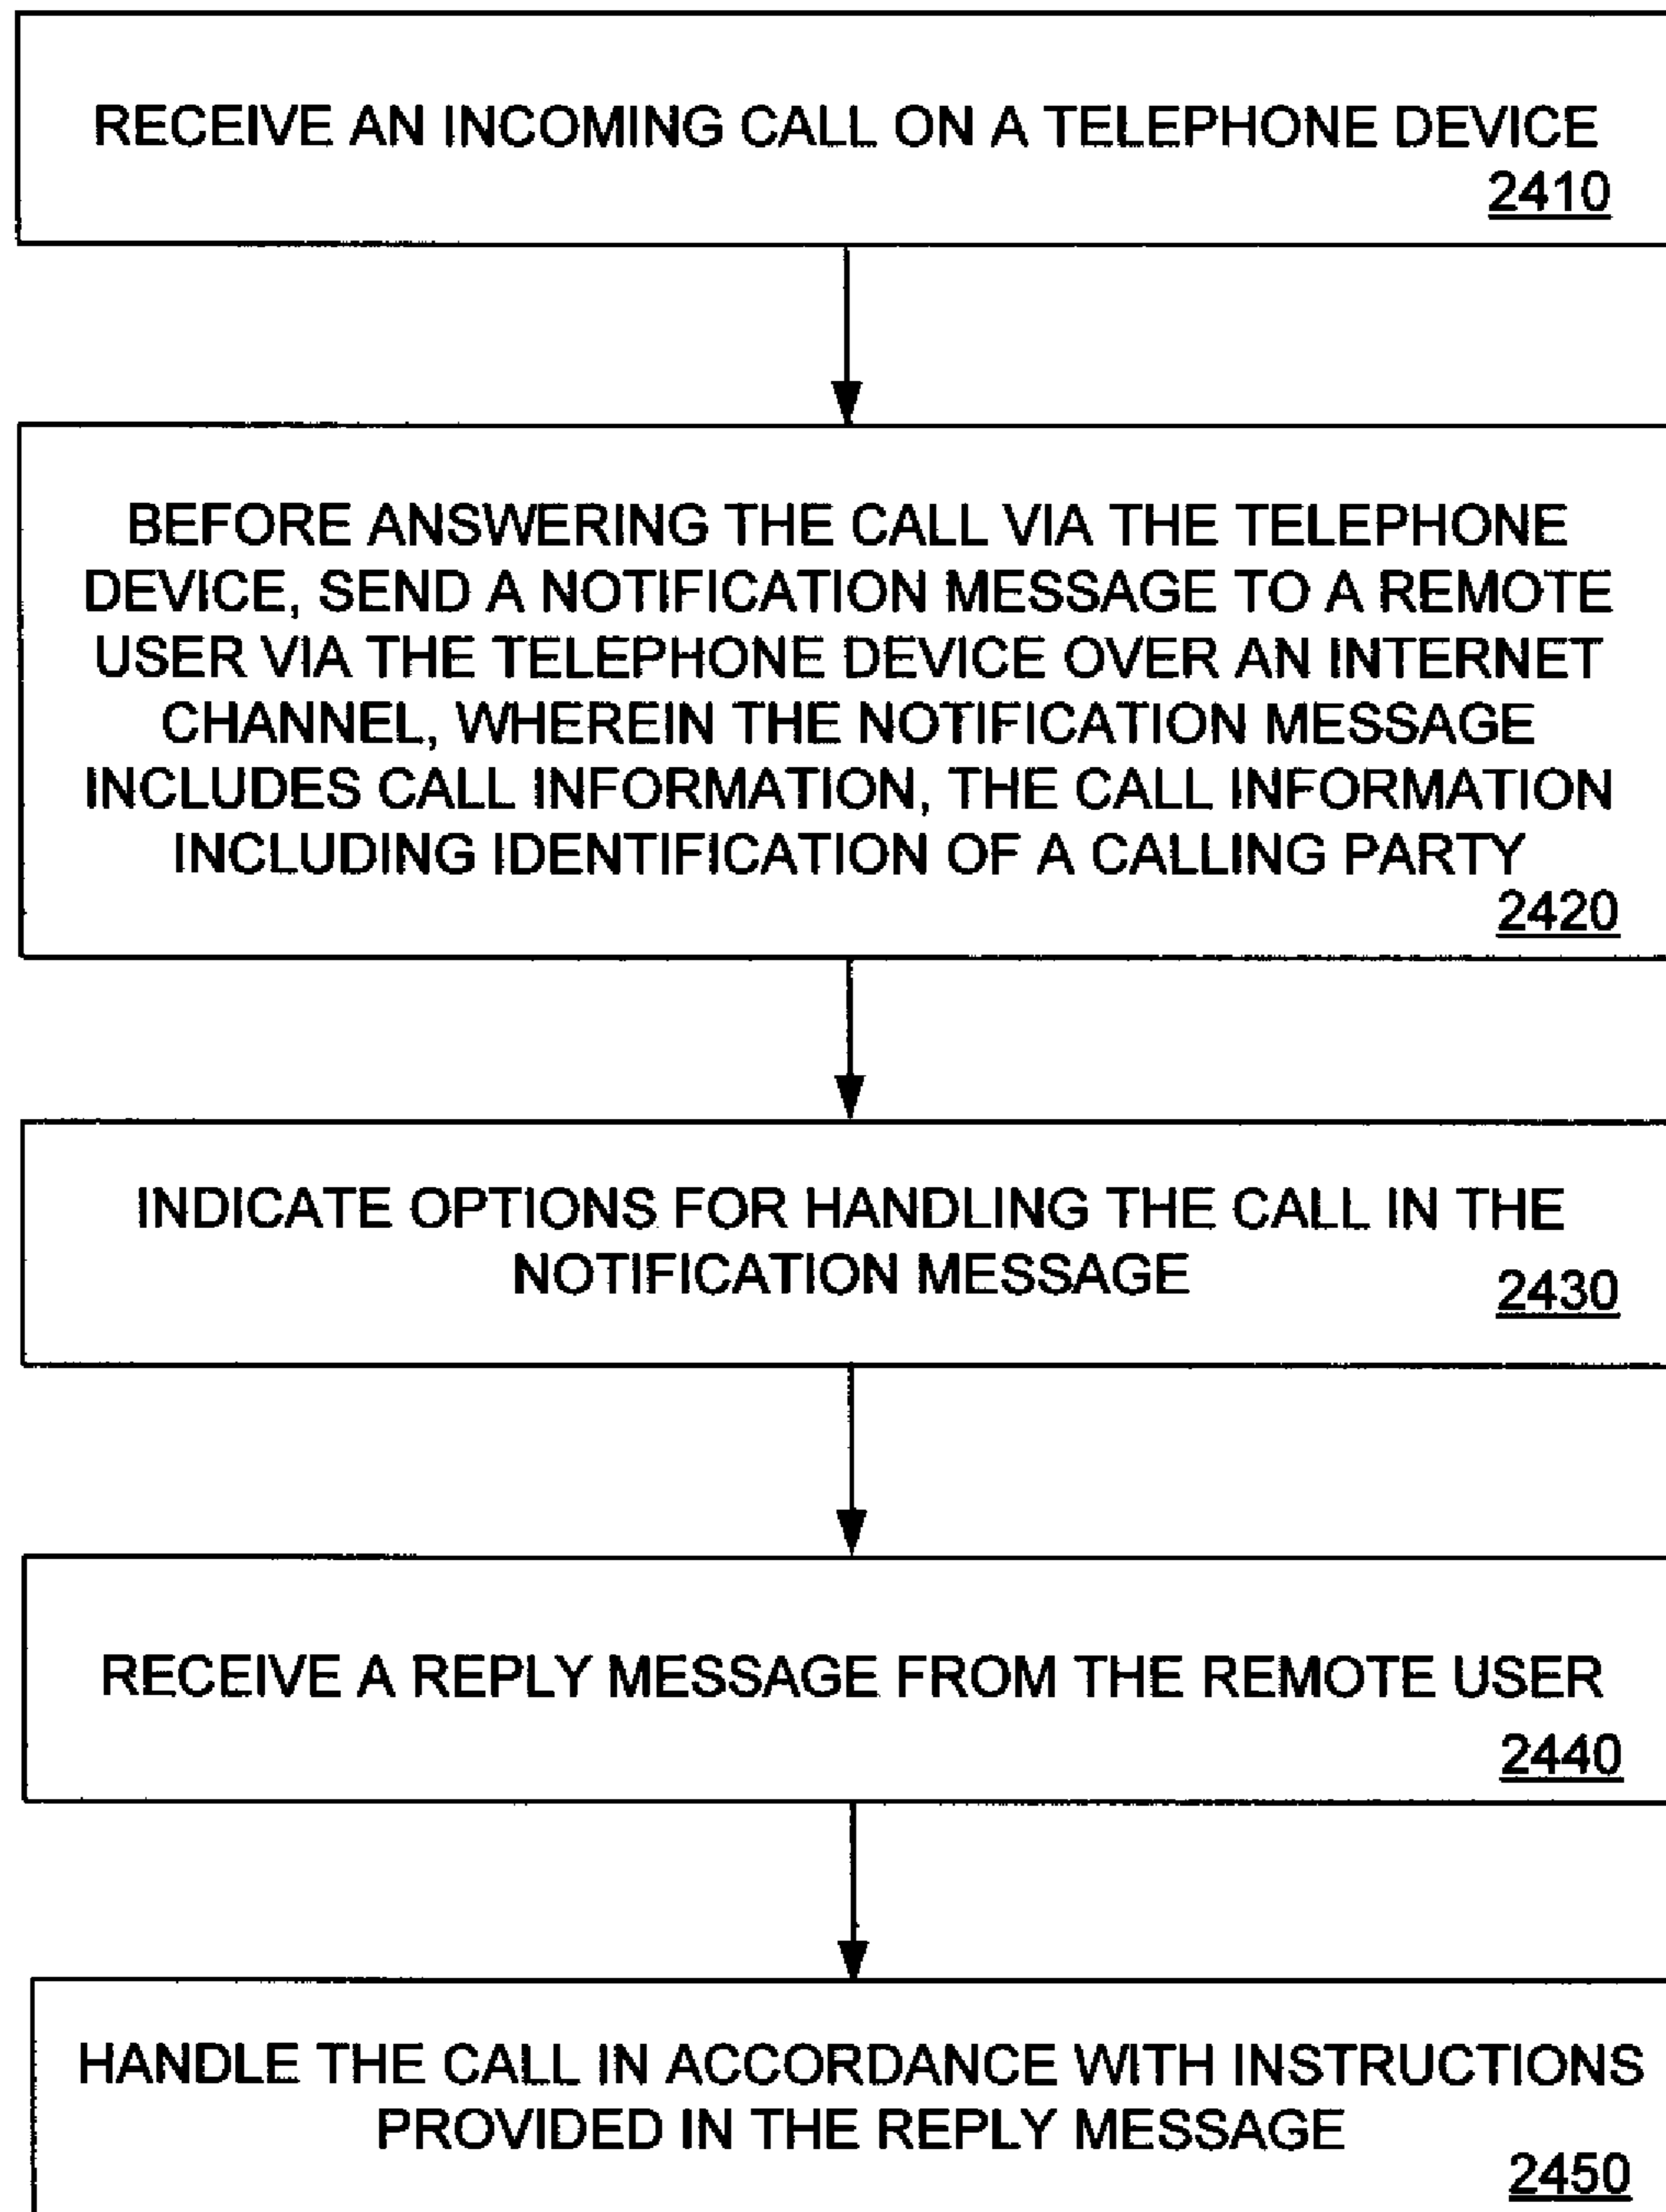 RECEIVE AN INCOMING CALL ON A TELEPHONE DEVICE
2410
BEFORE ANSWERING THE CALL VIA THE TELEPHONE
DEVICE, SEND A NOTIFICATION MESSAGE TO A REMOTE
USER VIA THE TELEPHONE DEVICE OVER AN INTERNET
CHANNEL, WHEREIN THE NOTIFICATION MESSAGE
INCLUDES CALL INFORMATION, THE CALL INFORMATION
INCLUDING IDENTIFICATION OF A CALLING PARTY
2420
INDICATE OPTIONS FOR HANDLING THE CALL IN THE
NOTIFICATION MESSAGE
2430
RECEIVE A REPLY MESSAGE FROM THE REMOTE USER
2440
HANDLE THE CALL IN ACCORDANCE WITH INSTRUCTIONS
PROVIDED IN THE REPLY MESSAGE
2450